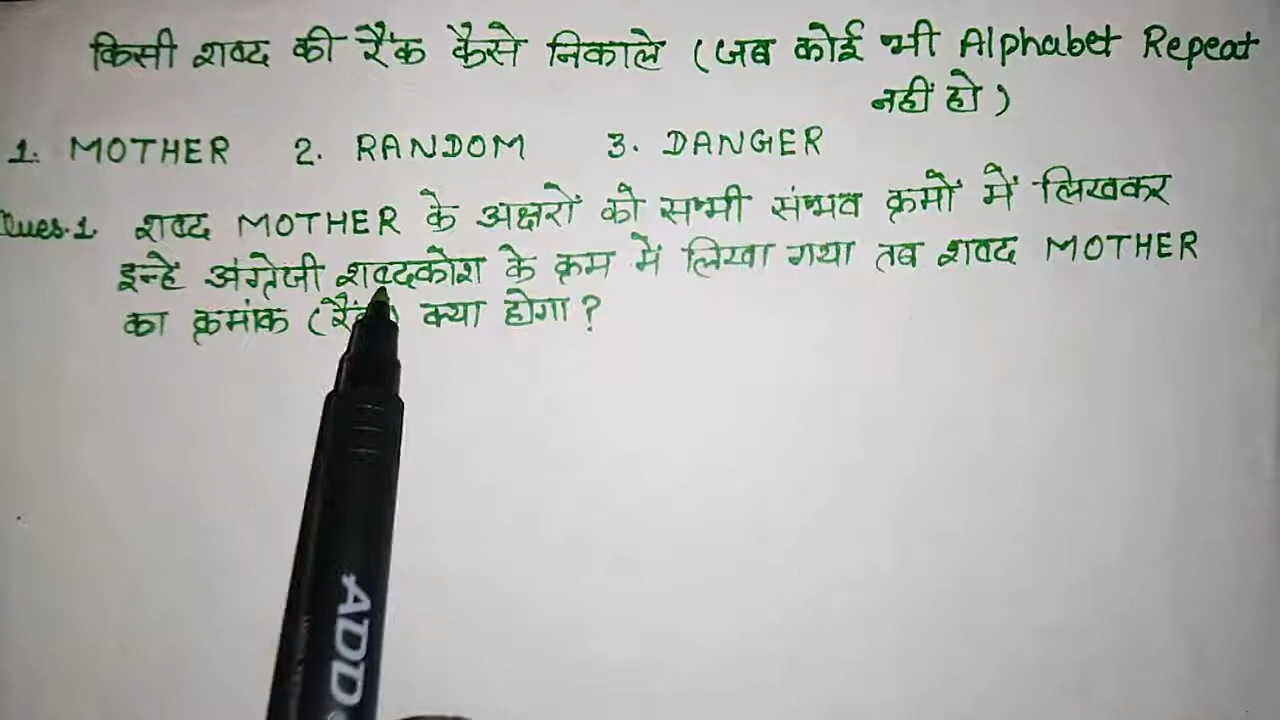 किसी शब्द की रैंक कैसे निकाले (जब कोई भी Alphabet Repeat
नहीं हो)
1. MOTHER 2. RANDOM 3. DANGER
Ques.1. शब्द MOTHER के अक्षरों को सभी संभव क्रमों में लिखकर
इन्हें अंग्रेजी शब्दकोश के क्रम में लिखा गया तब शब्द MOTHER
का क्रमांक ( ) क्या होगा?
ADD